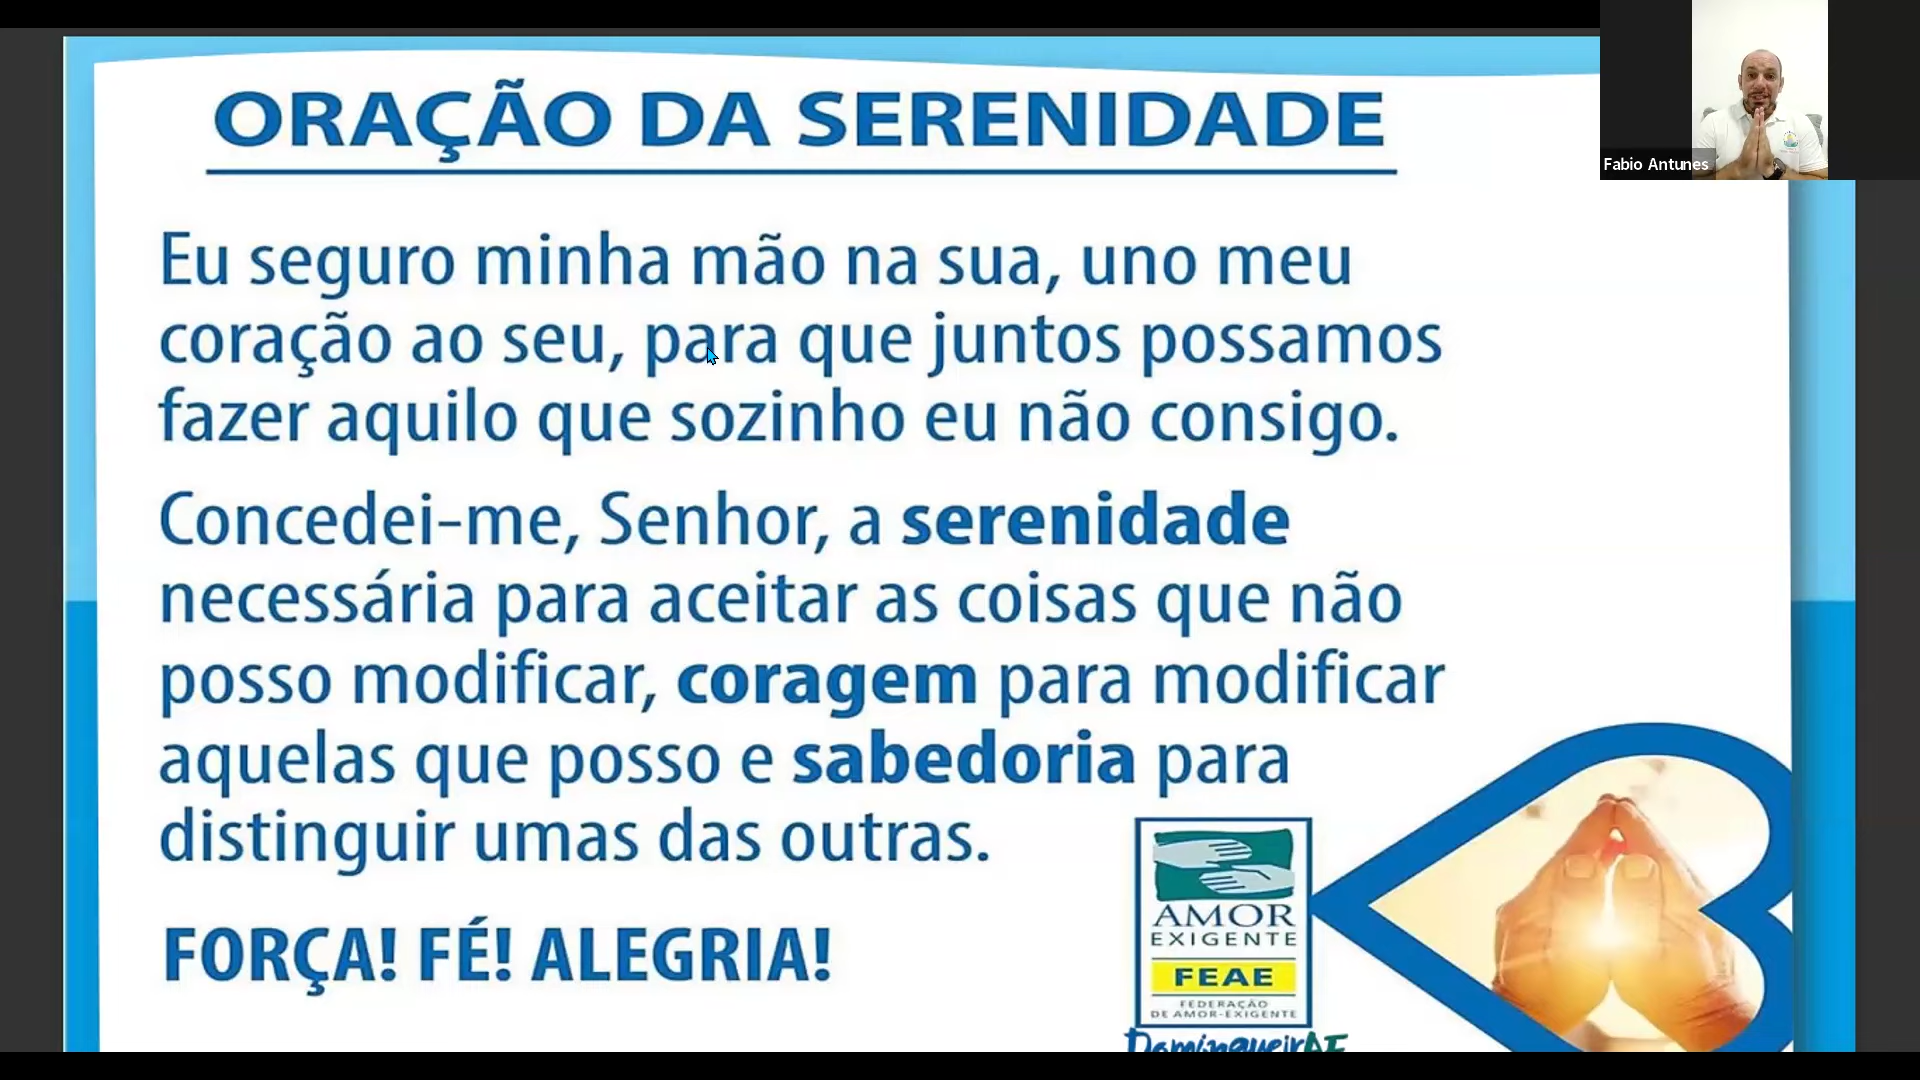 ORAÇÃO DA SERENIDADE
Fabio Antunes
Eu seguro minha mão na sua, uno meu
coração ao seu, para que juntos possamos
fazer aquilo que sozinho eu não consigo.
Concedei-me, Senhor, a serenidade
necessária para aceitar as coisas que não
posso modificar, coragem para modificar
aquelas que posso e sabedoria para
distinguir umas das outras.
FORÇA! FÉ! ALEGRIA!
AMOR
EXIGENTE
FEAE
FEDERAÇÃO
DE AMOR-EXIGENTE
DomingueirAE